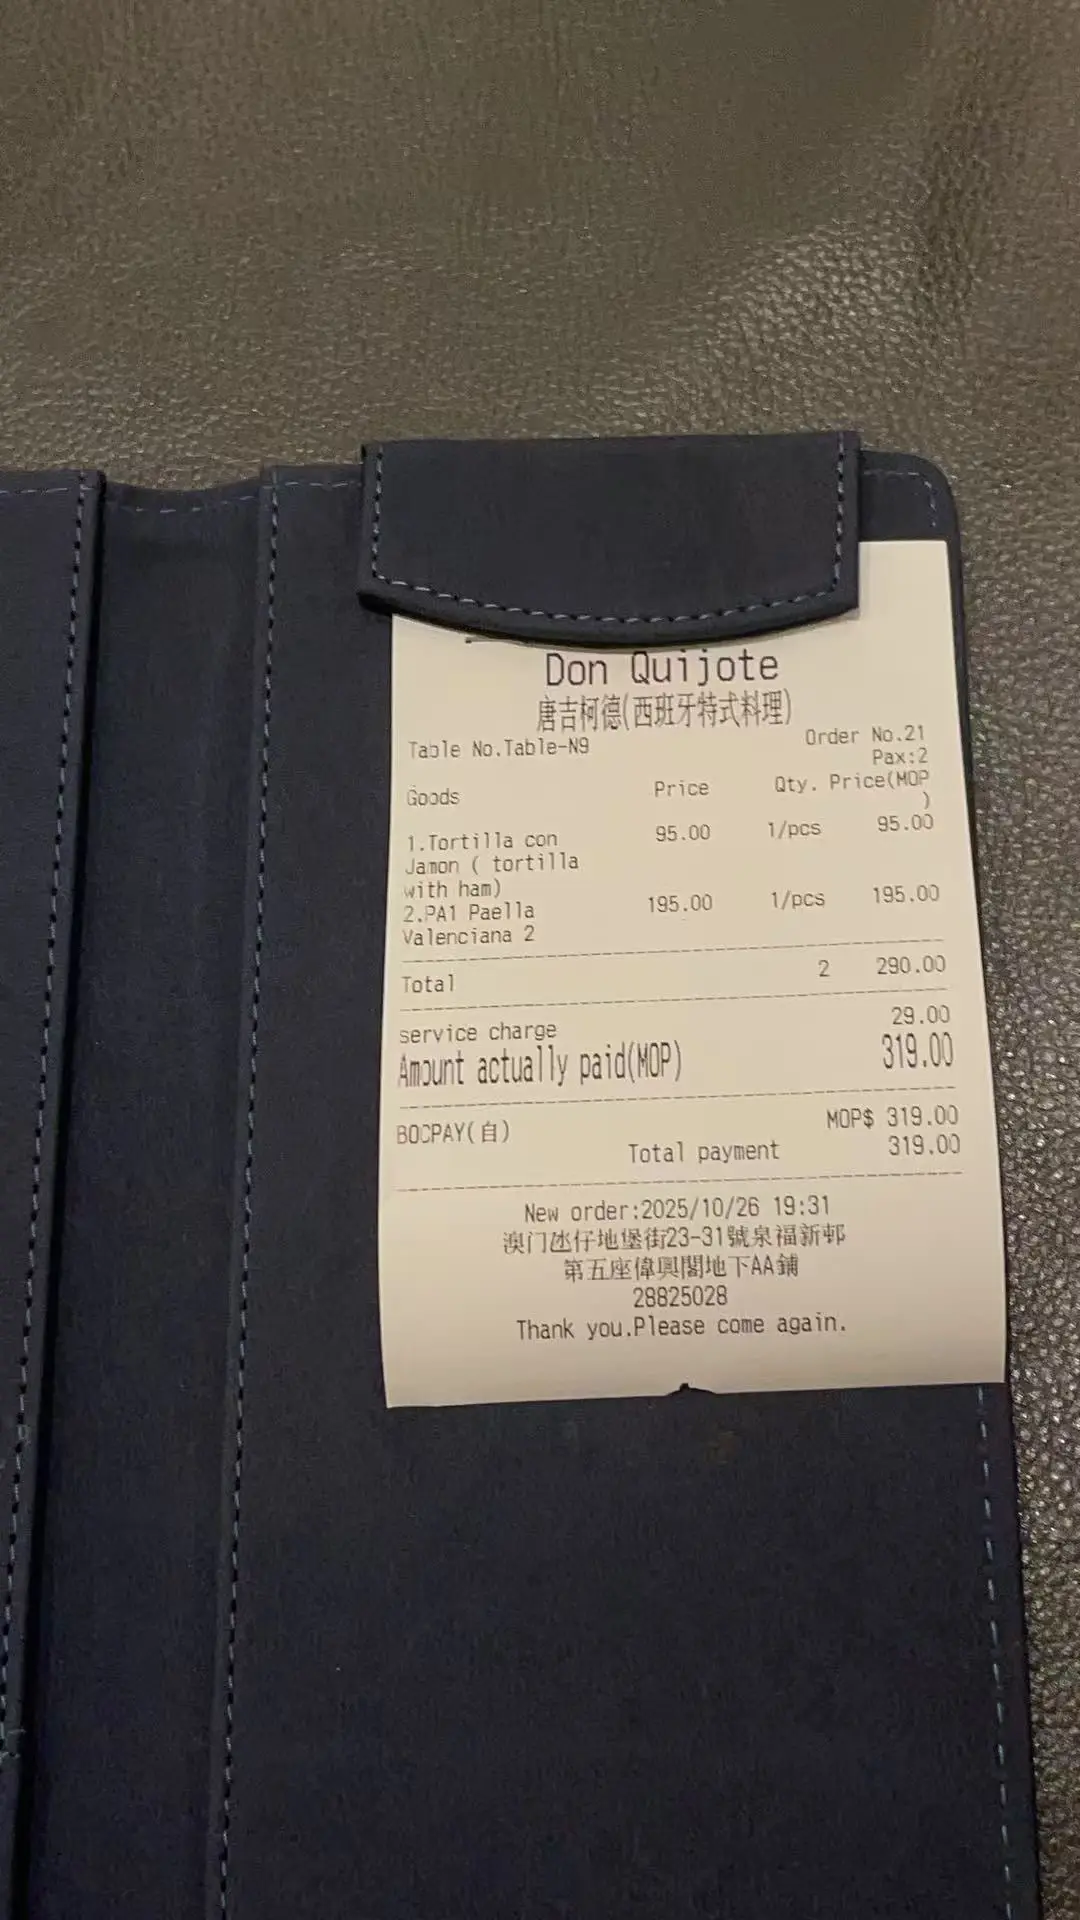 Don Quijote
唐吉柯德(西班牙特式料理)
Table No.Table-N9 Order No.21
Pax:2
Goods Price Qty. Price(MOP
)
1.Tortilla con 95.00 1/pcs 95.00
Jamon ( tortilla
with ham)
2.PA1 Paella 195.00 1/pcs 195.00
Valenciana 2
Total 2 290.00
service charge 29.00
Amount actually paid(MOP) 319.00
BOCPAY(自) MOP$ 319.00
Total payment 319.00
New order:2025/10/26 19:31
澳门氹仔地堡街23-31號泉福新邨
第五座偉興閣地下AA鋪
28825028
Thank you.Please come again.